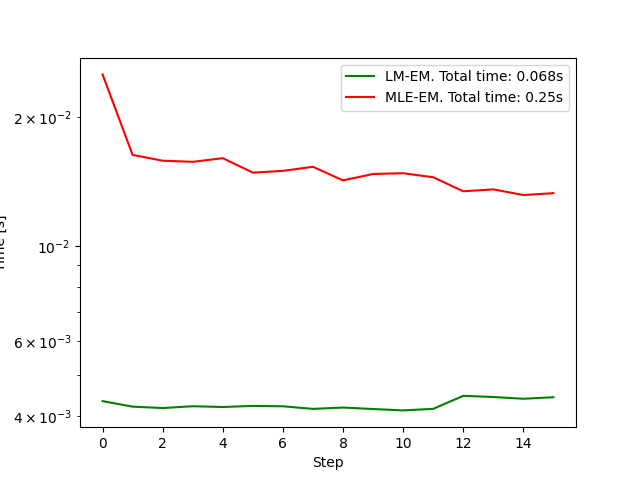 LM-EM. Total time: 0.068s
MLE-EM. Total time: 0.25s
2 × 10⁻²
10⁻²
6 × 10⁻³
4 × 10⁻³
[s]
0 2 4 6 8 10 12 14
Step